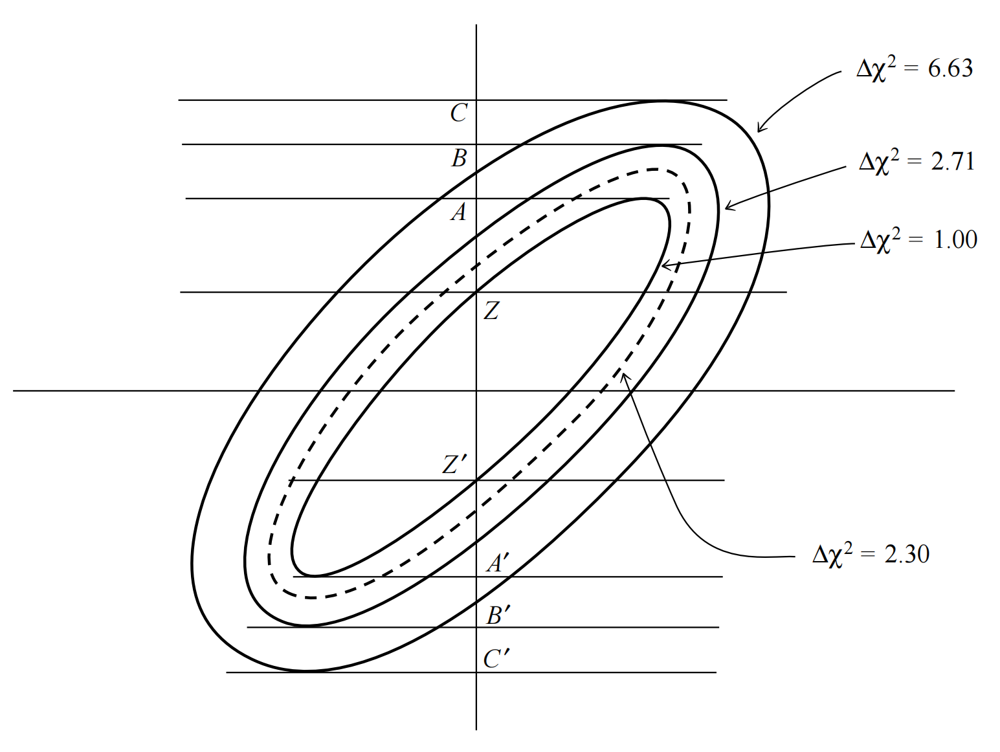 Δχ² = 6.63
C
B
Δχ² = 2.71
A
Δχ² = 1.00
Z
Z′
Δχ² = 2.30
A′
B′
C′